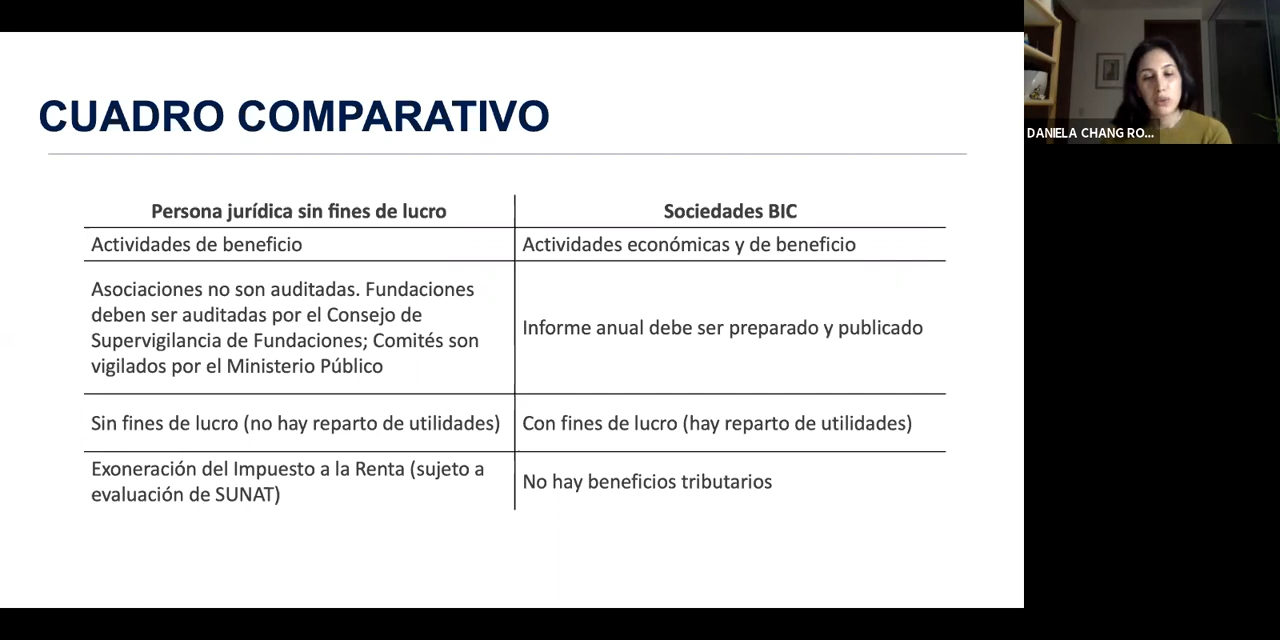 CUADRO COMPARATIVO
Persona jurídica sin fines de lucro
Sociedades BIC
Actividades de beneficio
Actividades económicas y de beneficio
Asociaciones no son auditadas. Fundaciones
deben ser auditadas por el Consejo de
Supervigilancia de Fundaciones; Comités son
vigilados por el Ministerio Público
Informe anual debe ser preparado y publicado
Sin fines de lucro (no hay reparto de utilidades)
Con fines de lucro (hay reparto de utilidades)
Exoneración del Impuesto a la Renta (sujeto a
evaluación de SUNAT)
No hay beneficios tributarios
DANIELA CHANG RO...